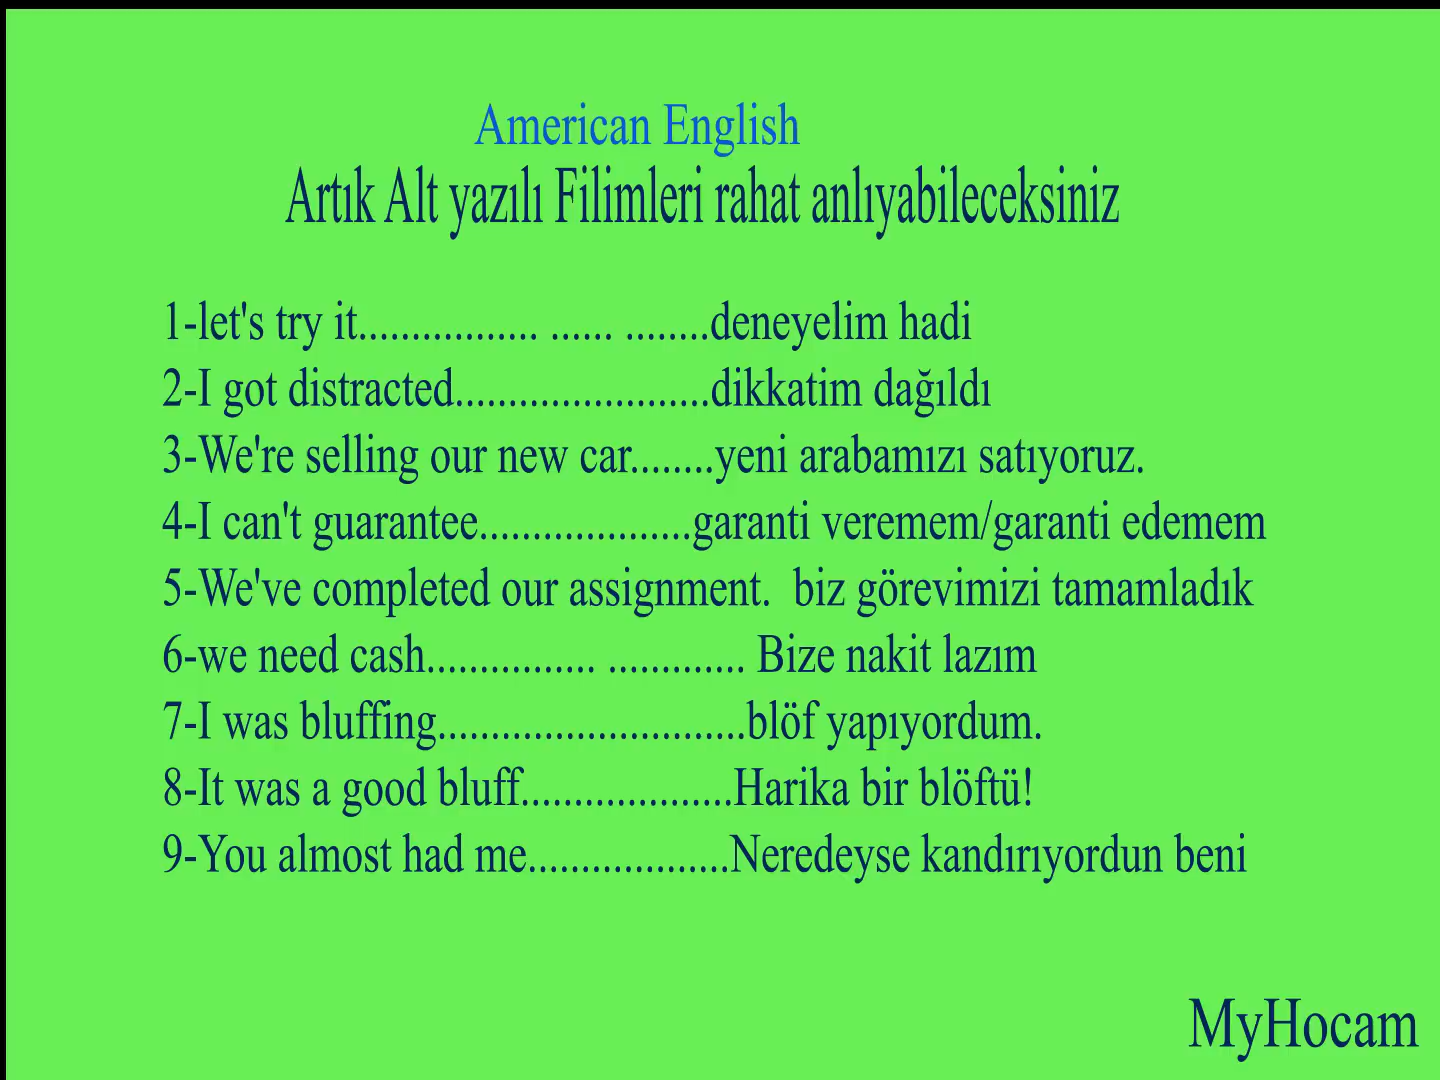 American English
Artık Alt yazılı Filimleri rahat anlıyabileceksiniz
1-let's try it................. ...... ........deneyelim hadi
2-I got distracted........................dikkatim dağıldı
3-We're selling our new car........yeni arabamızı satıyoruz.
4-I can't guarantee....................garanti veremem/garanti edemem
5-We've completed our assignment.  biz görevimizi tamamladık
6-we need cash................ ............. Bize nakit lazım
7-I was bluffing.............................blöf yapıyordum.
8-It was a good bluff....................Harika bir blöftü!
9-You almost had me...................Neredeyse kandırıyordun beni
MyHocam